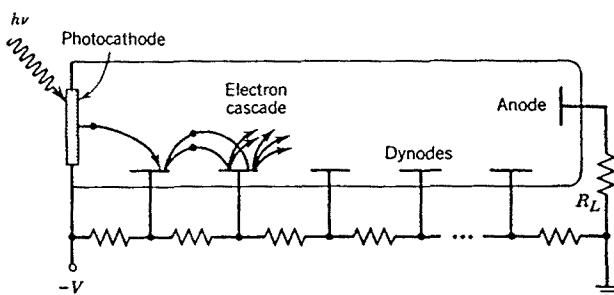 hν
Photocathode
Electron
cascade
Anode
Dynodes
R_L
...
−V